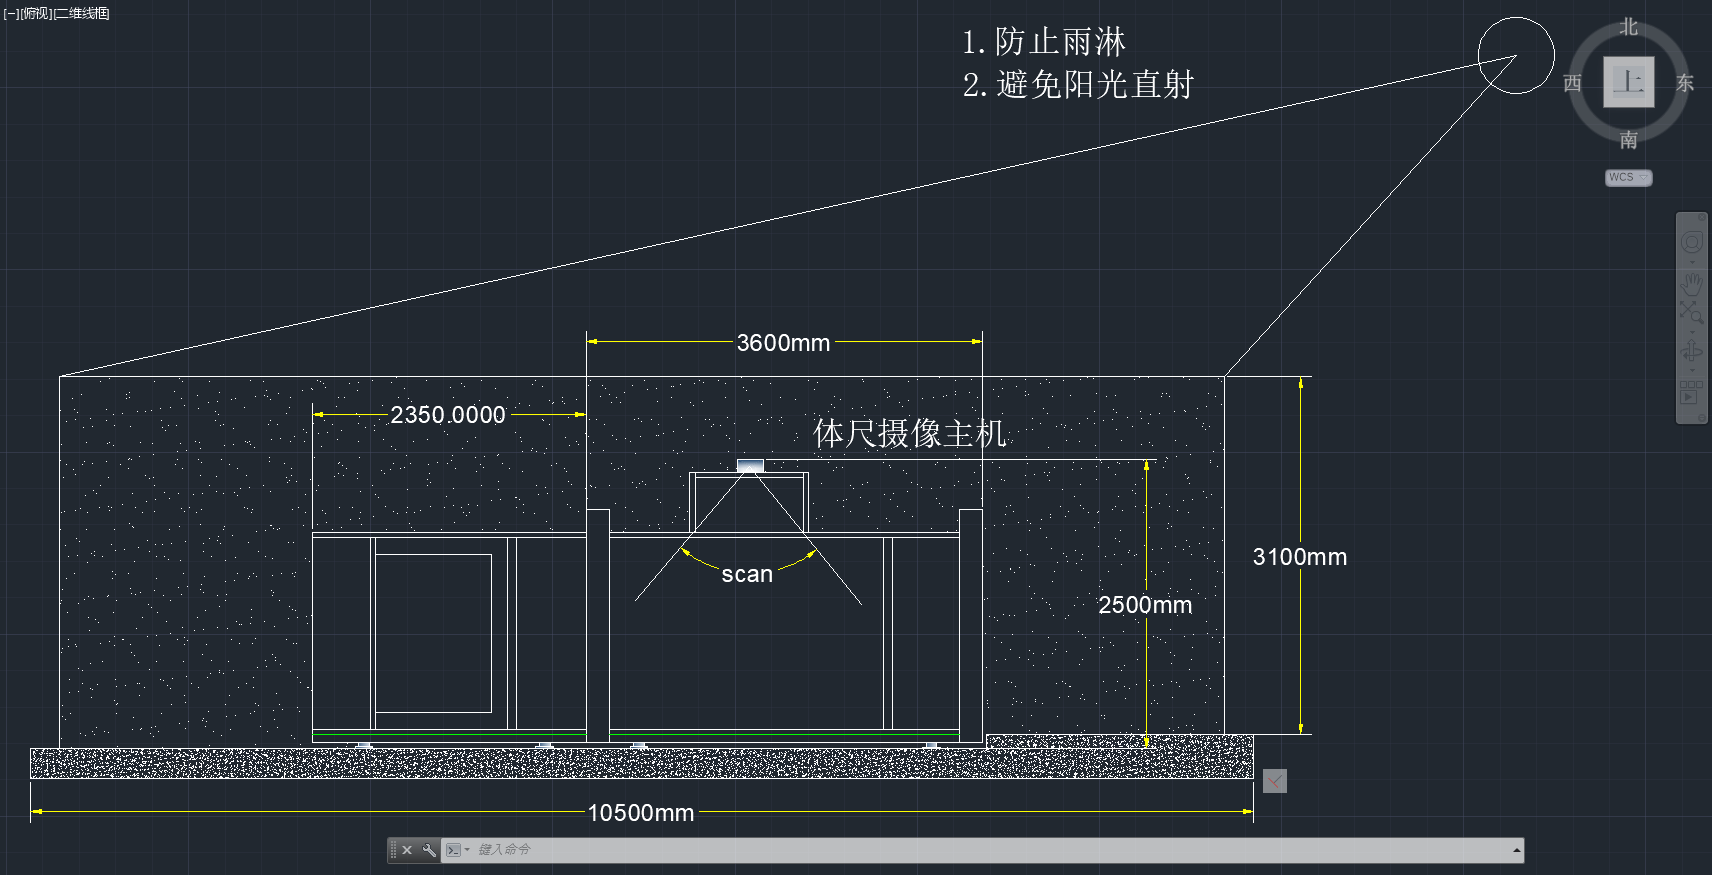 [−][俯视][二维线框]
1.防止雨淋
2.避免阳光直射
北
西
上
东
南
WCS
3600mm
2350.0000
体尺摄像主机
scan
3100mm
2500mm
10500mm
键入命令